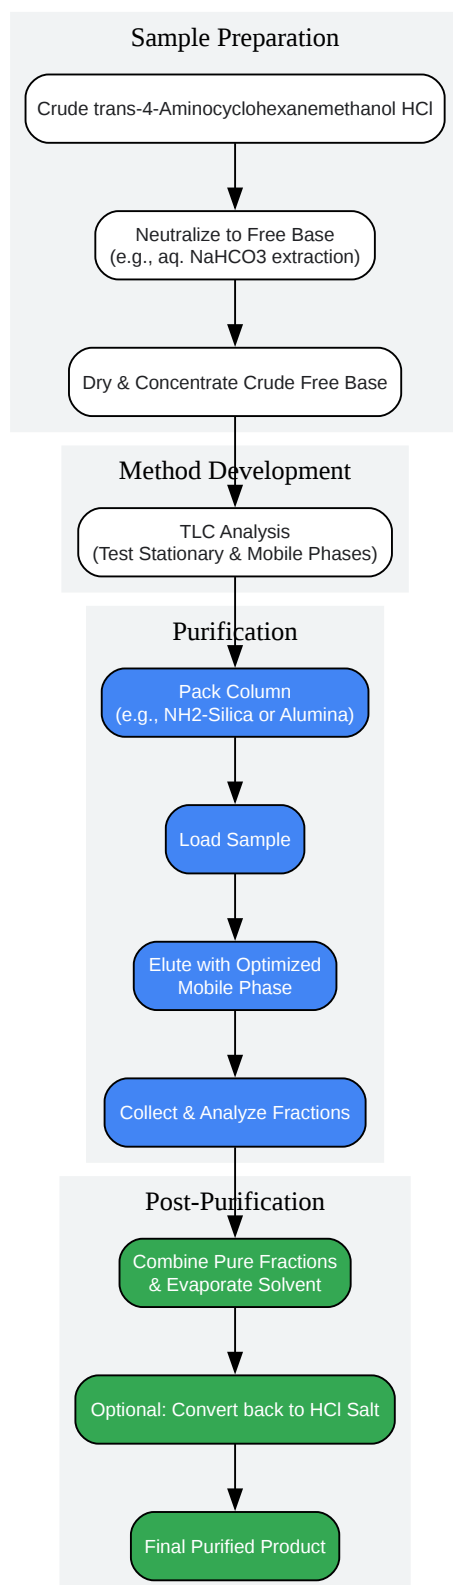 Sample Preparation
Crude trans-4-Aminocyclohexanemethanol HCl
Neutralize to Free Base
(e.g., aq. NaHCO3 extraction)
Dry & Concentrate Crude Free Base
Method Development
TLC Analysis
(Test Stationary & Mobile Phases)
Purification
Pack Column
(e.g., NH2-Silica or Alumina)
Load Sample
Elute with Optimized
Mobile Phase
Collect & Analyze Fractions
Post-Purification
Combine Pure Fractions
& Evaporate Solvent
Optional: Convert back to HCl Salt
Final Purified Product